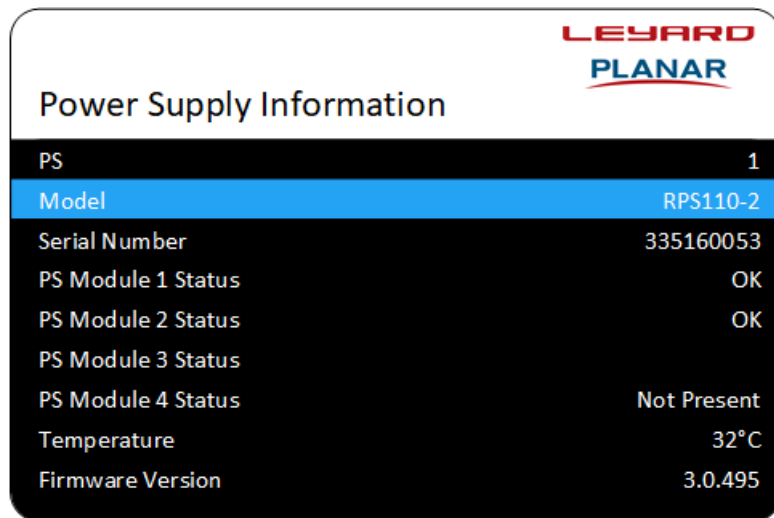 LEYARD
PLANAR
Power Supply Information
PS 1
Model RPS110-2
Serial Number 335160053
PS Module 1 Status OK
PS Module 2 Status OK
PS Module 3 Status
PS Module 4 Status Not Present
Temperature 32°C
Firmware Version 3.0.495